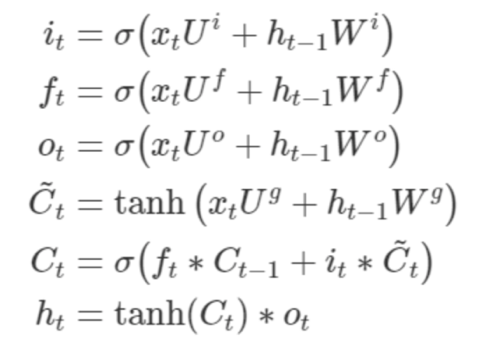 i_t = σ(x_t U^i + h_{t-1} W^i)
f_t = σ(x_t U^f + h_{t-1} W^f)
o_t = σ(x_t U^o + h_{t-1} W^o)
C̃_t = tanh (x_t U^g + h_{t-1} W^g)
C_t = σ(f_t * C_{t-1} + i_t * C̃_t)
h_t = tanh(C_t) * o_t